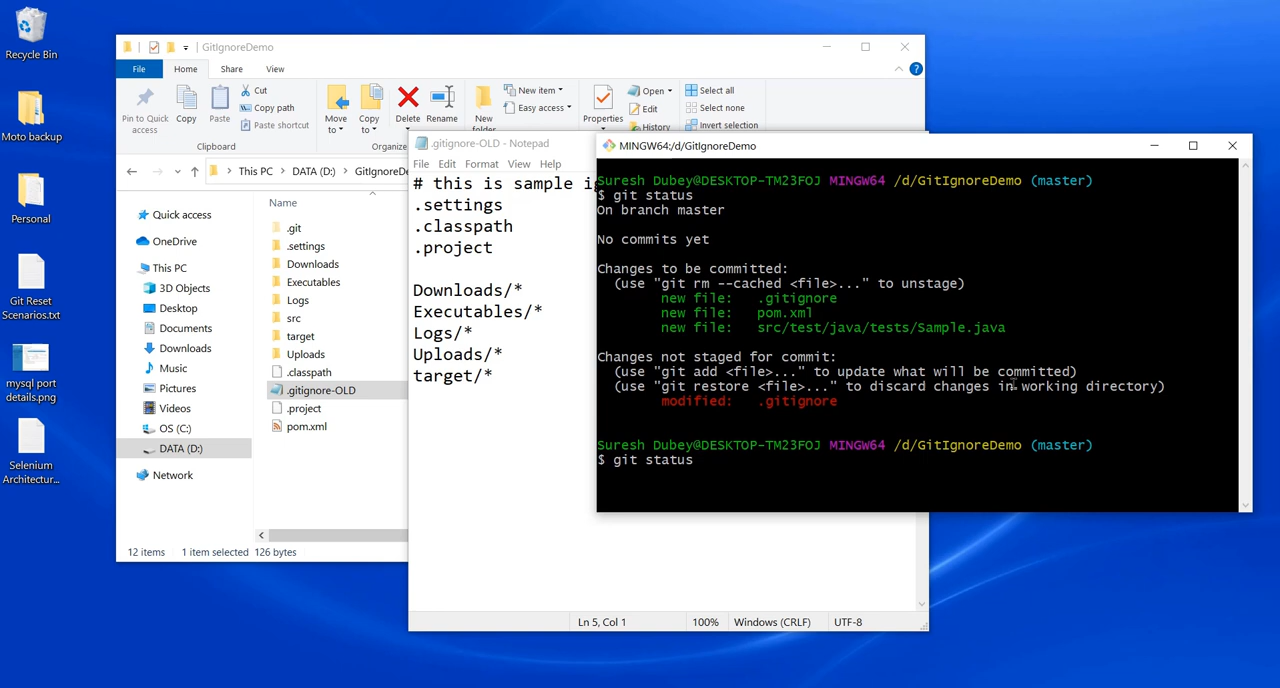 Recycle Bin
Moto backup
Personal
Git Reset
Scenarios.txt
mysql port
details.png
Selenium
Architectur...
GitIgnoreDemo
File
Home
Share
View
Pin to Quick
access
Copy
Paste
Cut
Copy path
Paste shortcut
Clipboard
Move
to
Copy
to
Delete
Rename
Organize
New
folder
New item
Easy access
Properties
Open
Edit
History
Select all
Select none
Invert selection
This PC
DATA (D:)
GitIgnoreDe
Quick access
OneDrive
This PC
3D Objects
Desktop
Documents
Downloads
Music
Pictures
Videos
OS (C:)
DATA (D:)
Network
Name
.git
.settings
Downloads
Executables
Logs
src
target
Uploads
.classpath
.gitignore-OLD
.project
pom.xml
12 items
1 item selected 126 bytes
.gitignore-OLD - Notepad
File Edit Format View Help
# this is sample i
.settings
.classpath
.project
Downloads/*
Executables/*
Logs/*
Uploads/*
target/*
Ln 5, Col 1
100%
Windows (CRLF)
UTF-8
MINGW64:/d/GitIgnoreDemo
Suresh Dubey@DESKTOP-TM23FOJ MINGW64 /d/GitIgnoreDemo (master)
$ git status
On branch master
No commits yet
Changes to be committed:
(use "git rm --cached <file>..." to unstage)
new file: .gitignore
new file: pom.xml
new file: src/test/java/tests/Sample.java
Changes not staged for commit:
(use "git add <file>..." to update what will be committed)
(use "git restore <file>..." to discard changes in working directory)
modified: .gitignore
Suresh Dubey@DESKTOP-TM23FOJ MINGW64 /d/GitIgnoreDemo (master)
$ git status